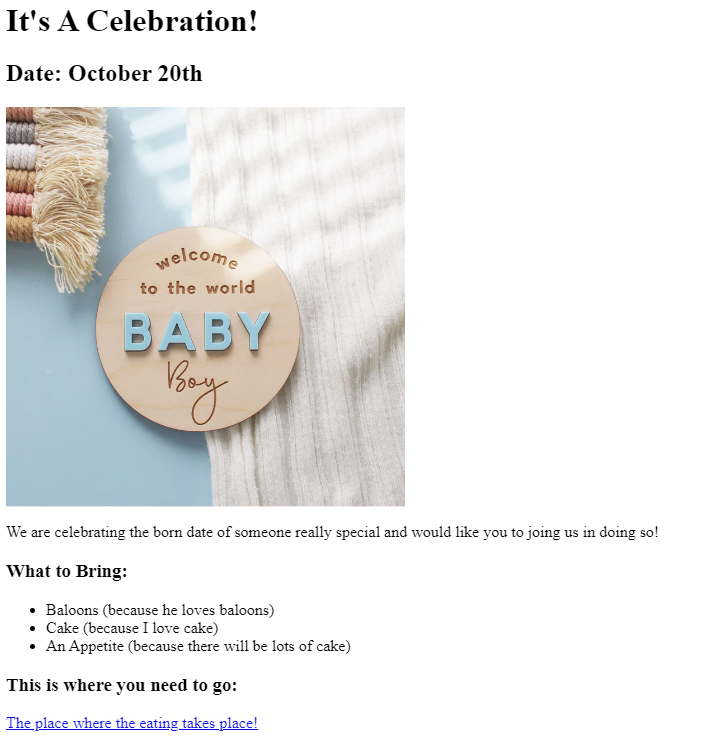 It's A Celebration!
Date: October 20th
welcome
to the world
BABY
Boy
We are celebrating the born date of someone really special and would like you to joing us in doing so!
What to Bring:
Baloons (because he loves baloons)
Cake (because I love cake)
An Appetite (because there will be lots of cake)
This is where you need to go:
The place where the eating takes place!